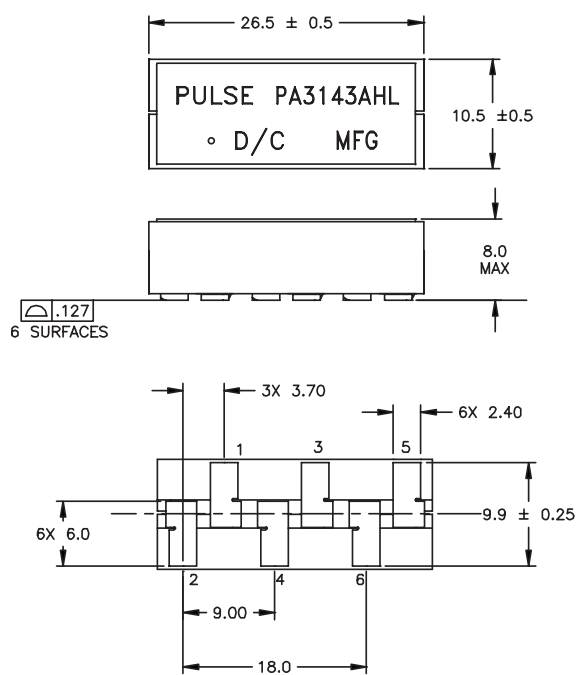 26.5 ± 0.5
PULSE PA3143AHL
° D/C MFG
10.5 ±0.5
8.0
MAX
.127
6 SURFACES
3X 3.70
6X 2.40
1 3 5
6X 6.0
9.9 ± 0.25
2 4 6
9.00
18.0